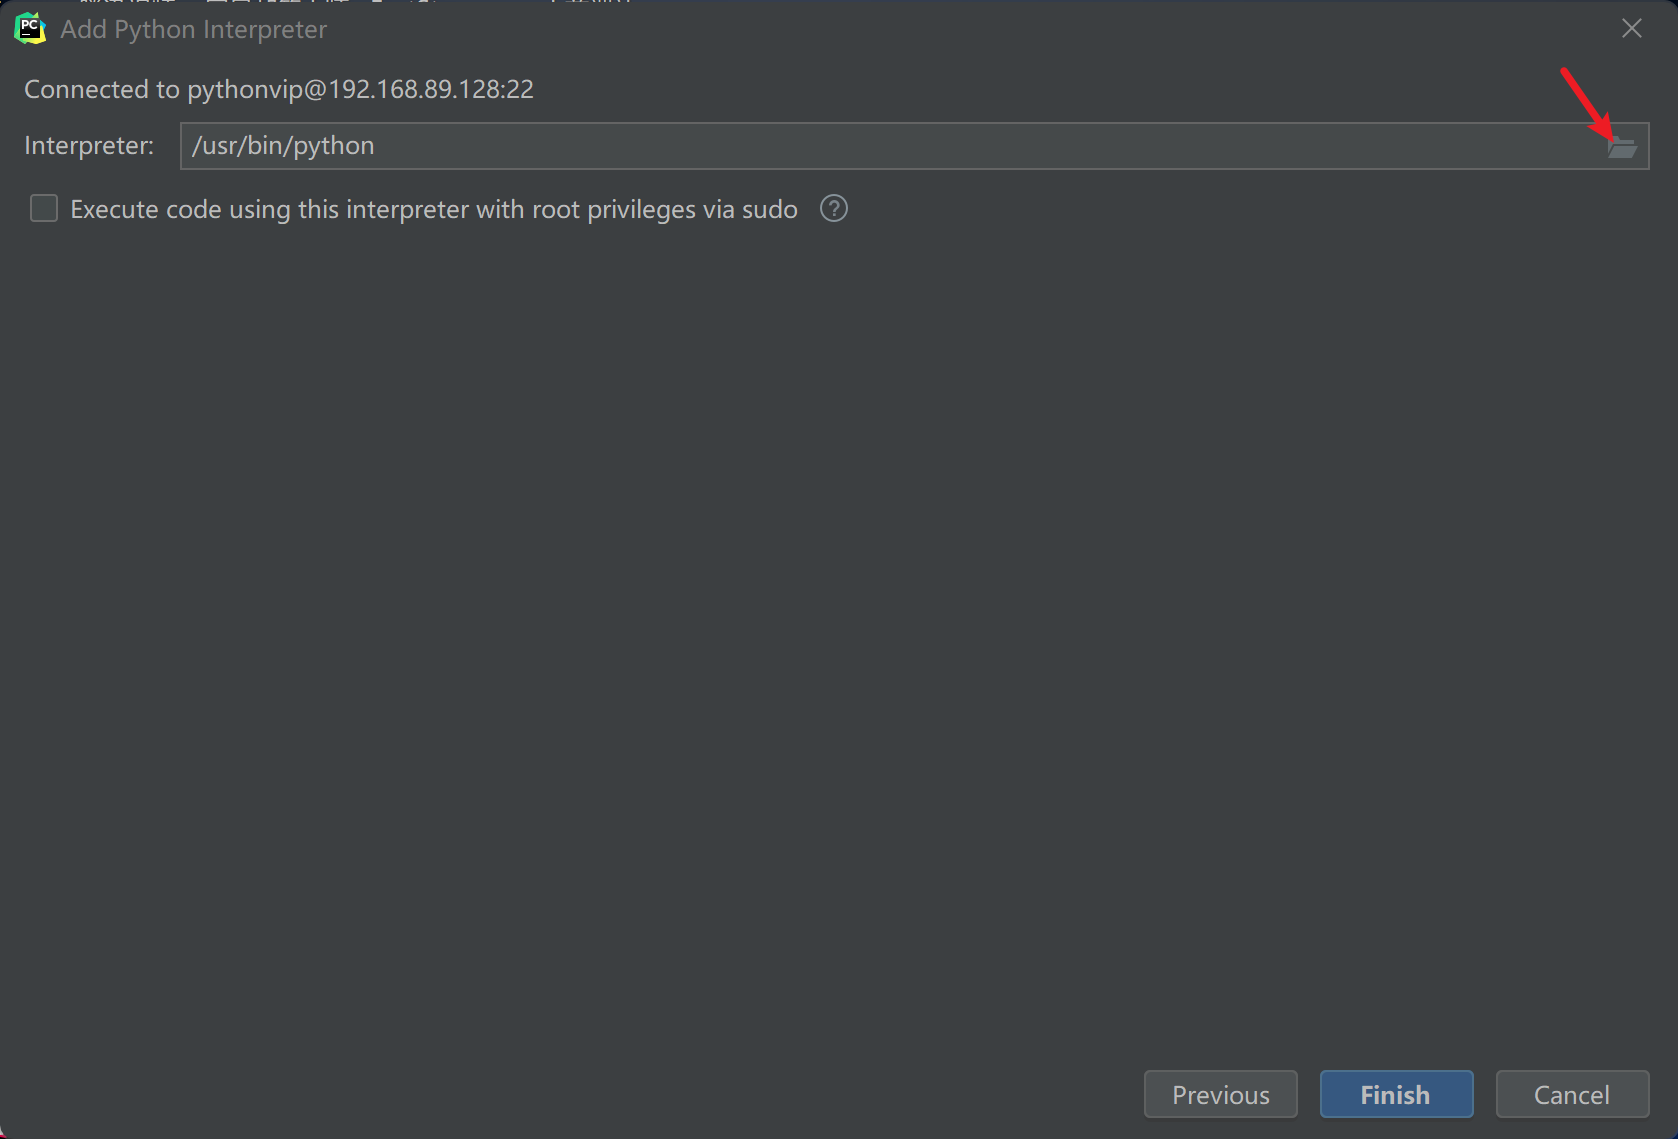 PC
Add Python Interpreter
Connected to pythonvip@192.168.89.128:22
Interpreter: /usr/bin/python
Execute code using this interpreter with root privileges via sudo ?
Previous Finish Cancel